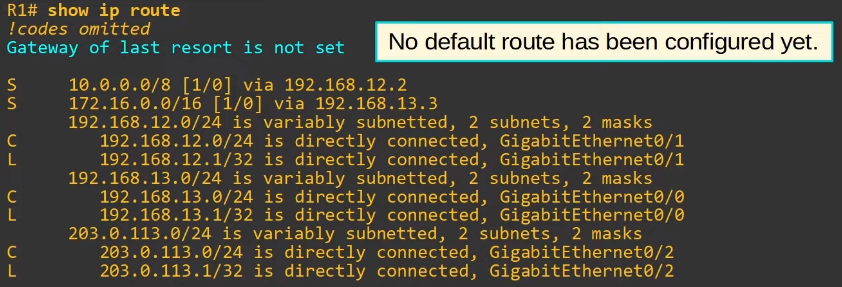 R1# show ip route
!codes omitted
Gateway of last resort is not set
No default route has been configured yet.
S 10.0.0.0/8 [1/0] via 192.168.12.2
S 172.16.0.0/16 [1/0] via 192.168.13.3
192.168.12.0/24 is variably subnetted, 2 subnets, 2 masks
C 192.168.12.0/24 is directly connected, GigabitEthernet0/1
L 192.168.12.1/32 is directly connected, GigabitEthernet0/1
192.168.13.0/24 is variably subnetted, 2 subnets, 2 masks
C 192.168.13.0/24 is directly connected, GigabitEthernet0/0
L 192.168.13.1/32 is directly connected, GigabitEthernet0/0
203.0.113.0/24 is variably subnetted, 2 subnets, 2 masks
C 203.0.113.0/24 is directly connected, GigabitEthernet0/2
L 203.0.113.1/32 is directly connected, GigabitEthernet0/2